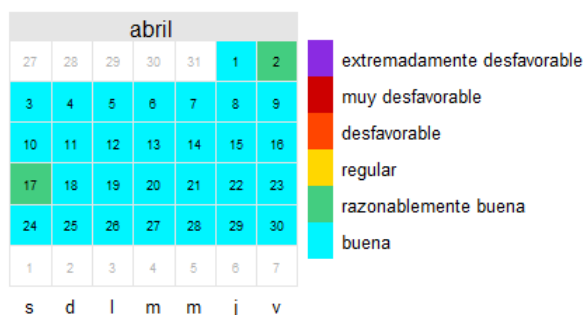 abril
27 28 29 30 31 1 2
3 4 5 6 7 8 9
10 11 12 13 14 15 16
17 18 19 20 21 22 23
24 25 26 27 28 29 30
1 2 3 4 5 6 7
s d l m m j v
extremadamente desfavorable
muy desfavorable
desfavorable
regular
razonablemente buena
buena